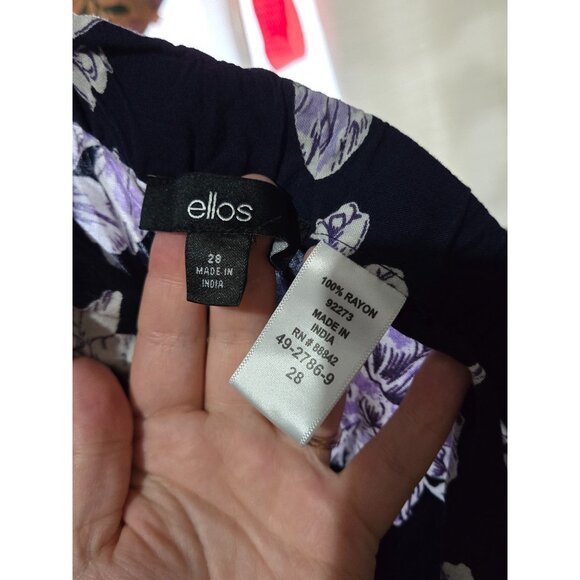 ellos
28
MADE IN
INDIA
100% RAYON
92273
MADE IN
INDIA
RN # 88842
49-2786-9
28